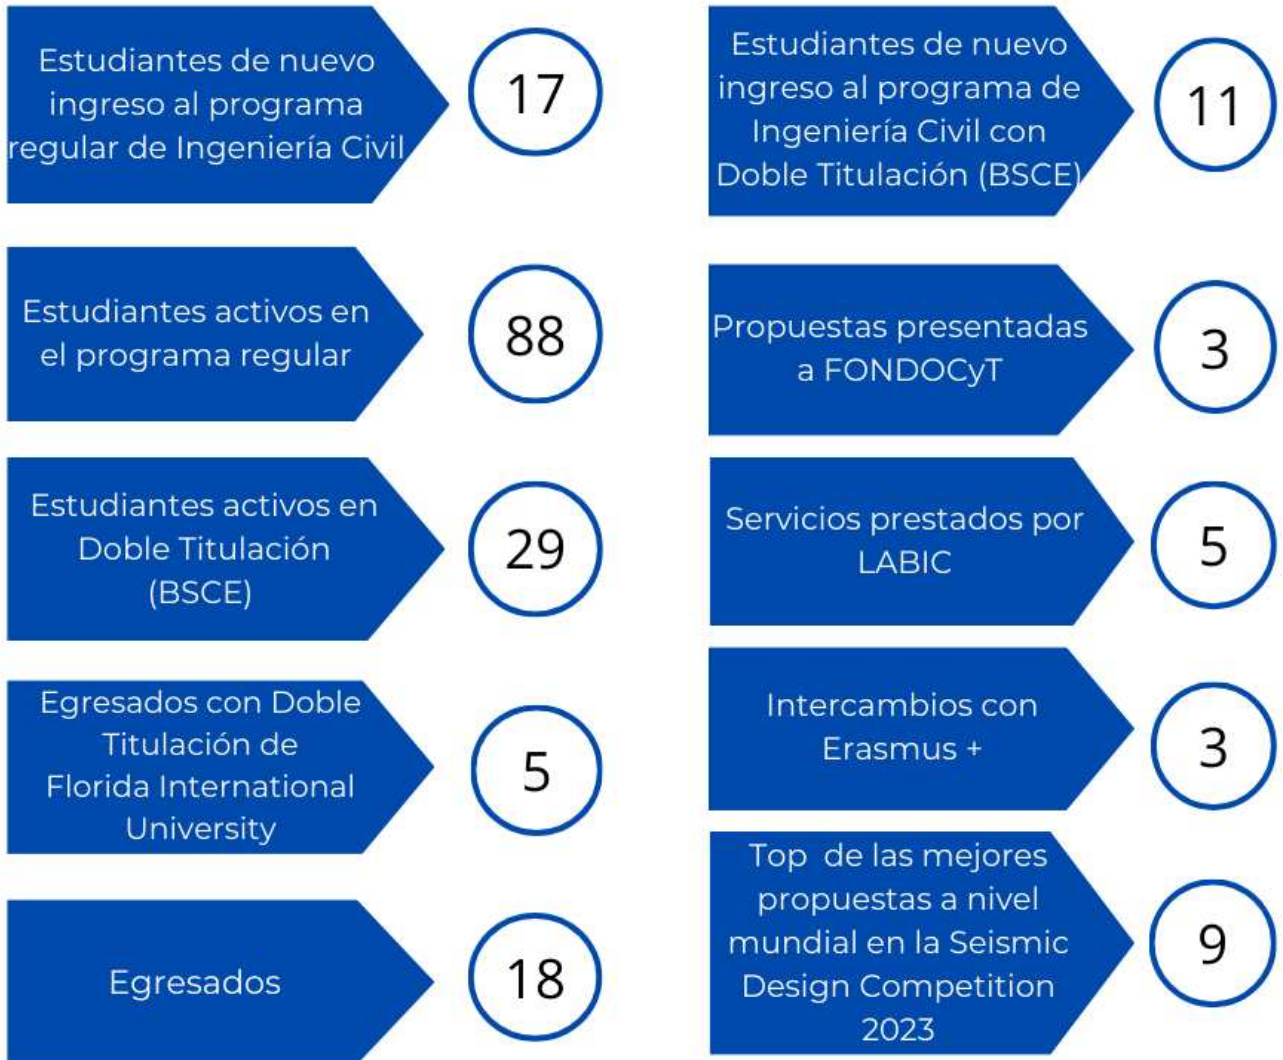 Estudiantes de nuevo
ingreso al programa
regular de Ingeniería Civil
17
Estudiantes activos en
el programa regular
88
Estudiantes activos en
Doble Titulación
(BSCE)
29
Egresados con Doble
Titulación de
Florida International
University
5
Egresados
18
Estudiantes de nuevo
ingreso al programa de
Ingeniería Civil con
Doble Titulación (BSCE)
11
Propuestas presentadas
a FONDOCyT
3
Servicios prestados por
LABIC
5
Intercambios con
Erasmus +
3
Top de las mejores
propuestas a nivel
mundial en la Seismic
Design Competition
2023
9